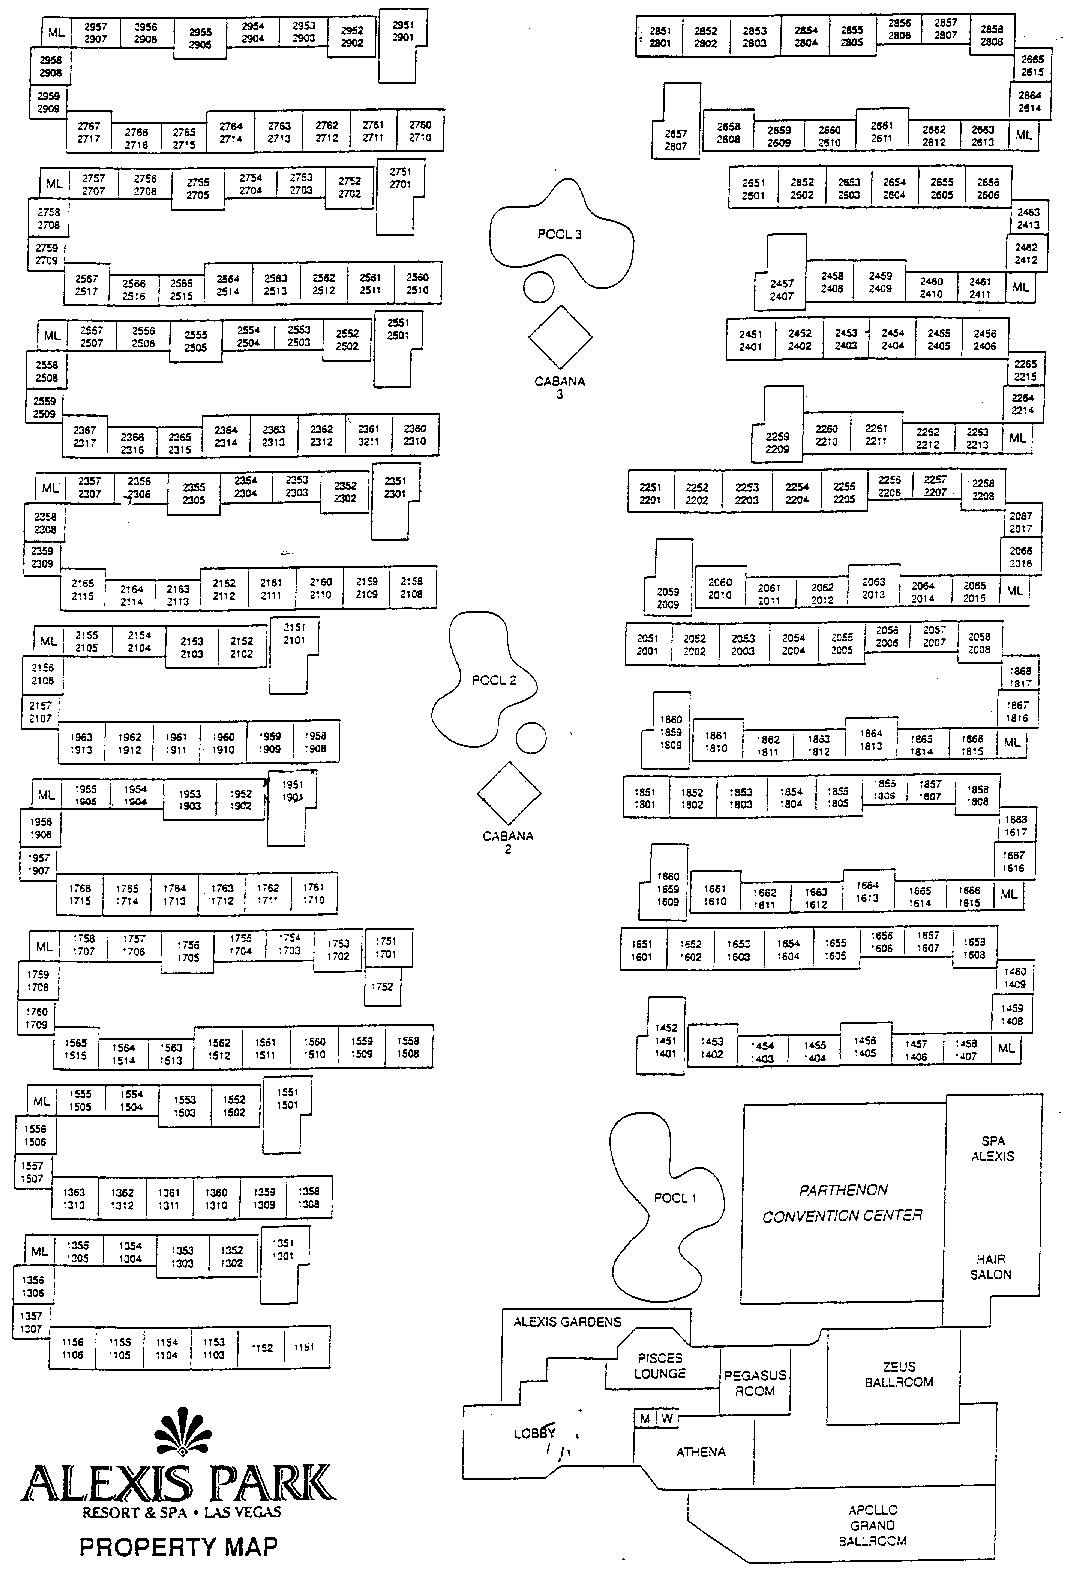 ML 2957 2956 2955 2954 2953 2952 2951
2907 2906 2905 2904 2903 2902 2901
2958
2908
2959
2909
2767 2766 2765 2764 2763 2762 2761 2760
2717 2716 2715 2714 2713 2712 2711 2710
ML 2757 2756 2755 2754 2753 2752 2751
2707 2706 2705 2704 2703 2702 2701
2758
2708
2759
2709
2567 2566 2565 2564 2563 2562 2561 2560
2517 2516 2515 2514 2513 2512 2511 2510
ML 2557 2556 2555 2554 2553 2552 2551
2507 2506 2505 2504 2503 2502 2501
2558
2508
2559
2509
2367 2366 2365 2364 2363 2362 2361 2360
2317 2316 2315 2314 2313 2312 3211 2310
ML 2357 2356 2355 2354 2353 2352 2351
2307 2306 2305 2304 2303 2302 2301
2358
2308
2359
2309
2165 2164 2163 2162 2161 2160 2159 2158
2115 2114 2113 2112 2111 2110 2109 2108
ML 2155 2154 2153 2152 2151
2105 2104 2103 2102 2101
2156
2106
2157
2107
1963 1962 1961 1960 1959 1958
1913 1912 1911 1910 1909 1908
ML 1955 1954 1953 1952 1951
1905 1904 1903 1902 1901
1956
1906
1957
1907
1766 1765 1764 1763 1762 1761
1715 1714 1713 1712 1711 1710
ML 1758 1757 1756 1755 1754 1753 1751
1707 1706 1705 1704 1703 1702 1701
1752
1759
1708
1760
1709
1565 1564 1563 1562 1561 1560 1559 1558
1515 1514 1513 1512 1511 1510 1509 1508
ML 1555 1554 1553 1552 1551
1505 1504 1503 1502 1501
1556
1506
1557
1507
1363 1362 1361 1360 1359 1358
1313 1312 1311 1310 1309 1308
ML 1355 1354 1353 1352 1351
1305 1304 1303 1302 1301
1356
1306
1357
1307
1156 1155 1154 1153 1152 1151
1106 1105 1104 1103
POOL 3
CABANA
3
POOL 2
CABANA
2
2851 2852 2853 2854 2855 2856 2857 2858
2801 2802 2803 2804 2805 2806 2807 2808
2665
2615
2664
2614
2657 2658 2659 2660 2661 2662 2663 ML
2607 2608 2609 2610 2611 2612 2613
2651 2652 2653 2654 2655 2656
2601 2602 2603 2604 2605 2606
2463
2413
2462
2412
2457 2458 2459 2460 2461 ML
2407 2408 2409 2410 2411
2451 2452 2453 2454 2455 2456
2401 2402 2403 2404 2405 2406
2265
2215
2264
2214
2259 2260 2261 2262 2263 ML
2209 2210 2211 2212 2213
2251 2252 2253 2254 2255 2256 2257 2258
2201 2202 2203 2204 2205 2206 2207 2208
2067
2017
2066
2016
2059 2060 2061 2062 2063 2064 2065 ML
2009 2010 2011 2012 2013 2014 2015
2051 2052 2053 2054 2055 2056 2057 2058
2001 2002 2003 2004 2005 2006 2007 2008
1868
1817
1867
1816
1860
1859 1861 1862 1863 1864 1865 1866 ML
1809 1810 1811 1812 1813 1814 1815
1851 1852 1853 1854 1855 1856 1857 1858
1801 1802 1803 1804 1805 1806 1807 1808
1668
1617
1667
1616
1660
1659 1661 1662 1663 1664 1665 1666 ML
1609 1610 1611 1612 1613 1614 1615
1651 1652 1653 1654 1655 1656 1657 1658
1601 1602 1603 1604 1605 1606 1607 1608
1460
1409
1459
1408
1452
1451 1453 1454 1455 1456 1457 1458 ML
1401 1402 1403 1404 1405 1406 1407
POOL 1
PARTHENON
CONVENTION CENTER
SPA
ALEXIS
HAIR
SALON
ALEXIS GARDENS
PISCES
LOUNGE
PEGASUS
ROOM
ZEUS
BALLROOM
LOBBY
M W
ATHENA
APOLLO
GRAND
BALLROOM
ALEXIS PARK
RESORT & SPA • LAS VEGAS
PROPERTY MAP